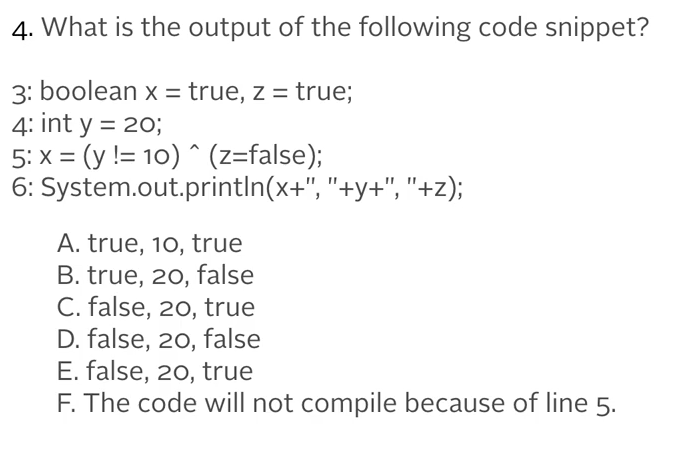 4. What is the output of the following code snippet?
3: boolean x = true, z = true;
4: int y = 20;
5: x = (y != 10) ^ (z=false);
6: System.out.println(x+", "+y+", "+z);
A. true, 10, true
B. true, 20, false
C. false, 20, true
D. false, 20, false
E. false, 20, true
F. The code will not compile because of line 5.